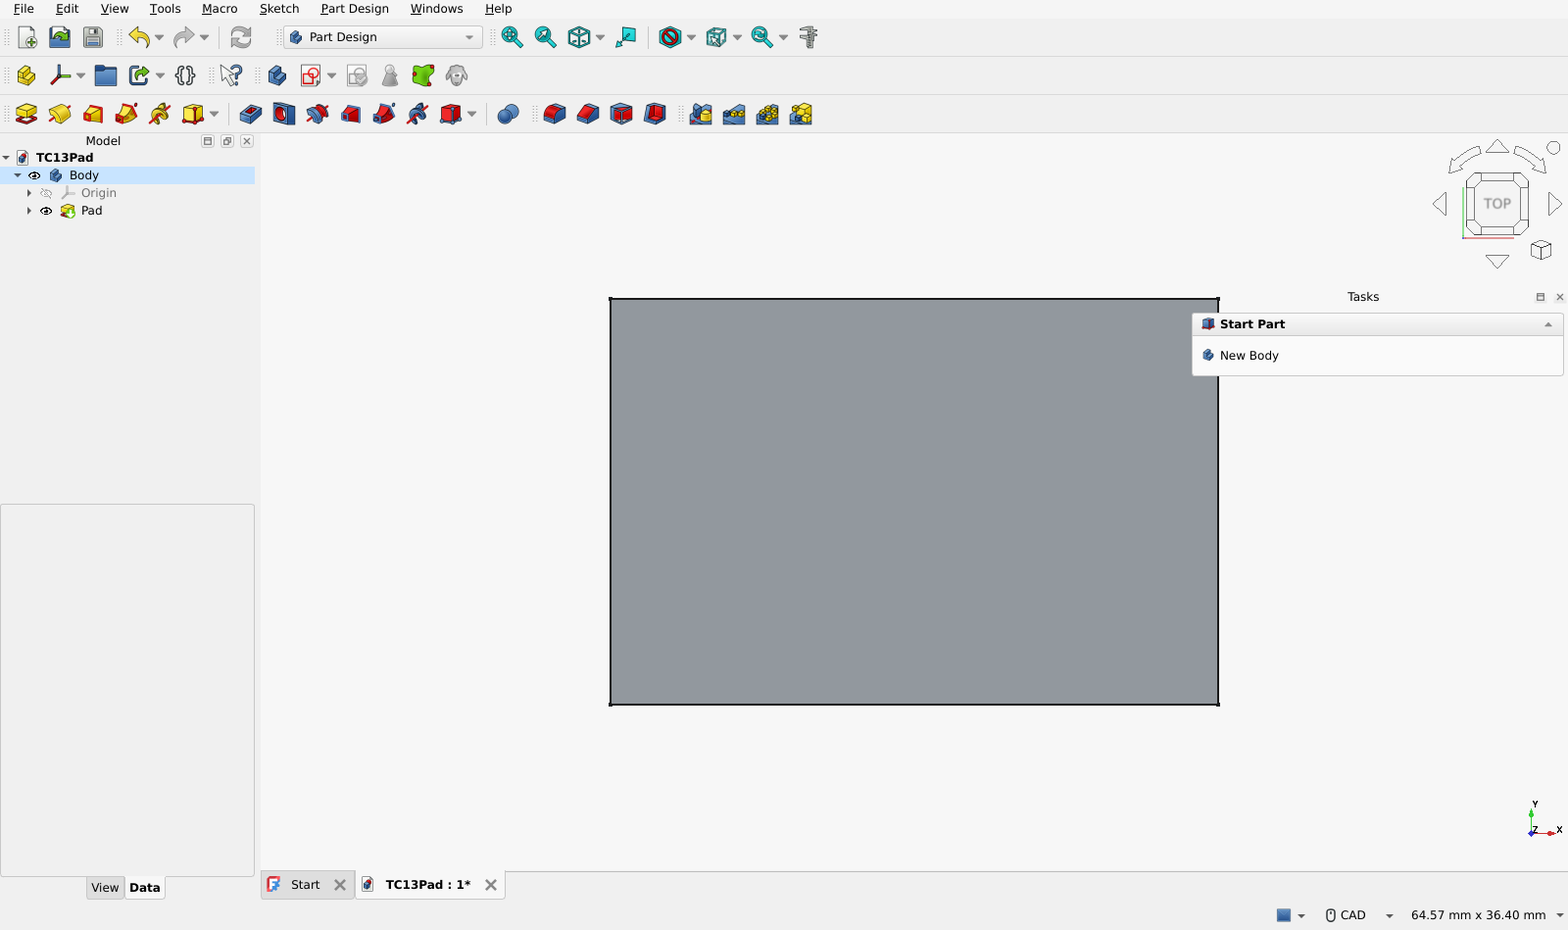 File Edit View Tools Macro Sketch Part Design Windows Help
Part Design
Model
TC13Pad
Body
Origin
Pad
TOP
Tasks
Start Part
New Body
Y
Z X
View Data
Start TC13Pad : 1*
CAD 64.57 mm x 36.40 mm